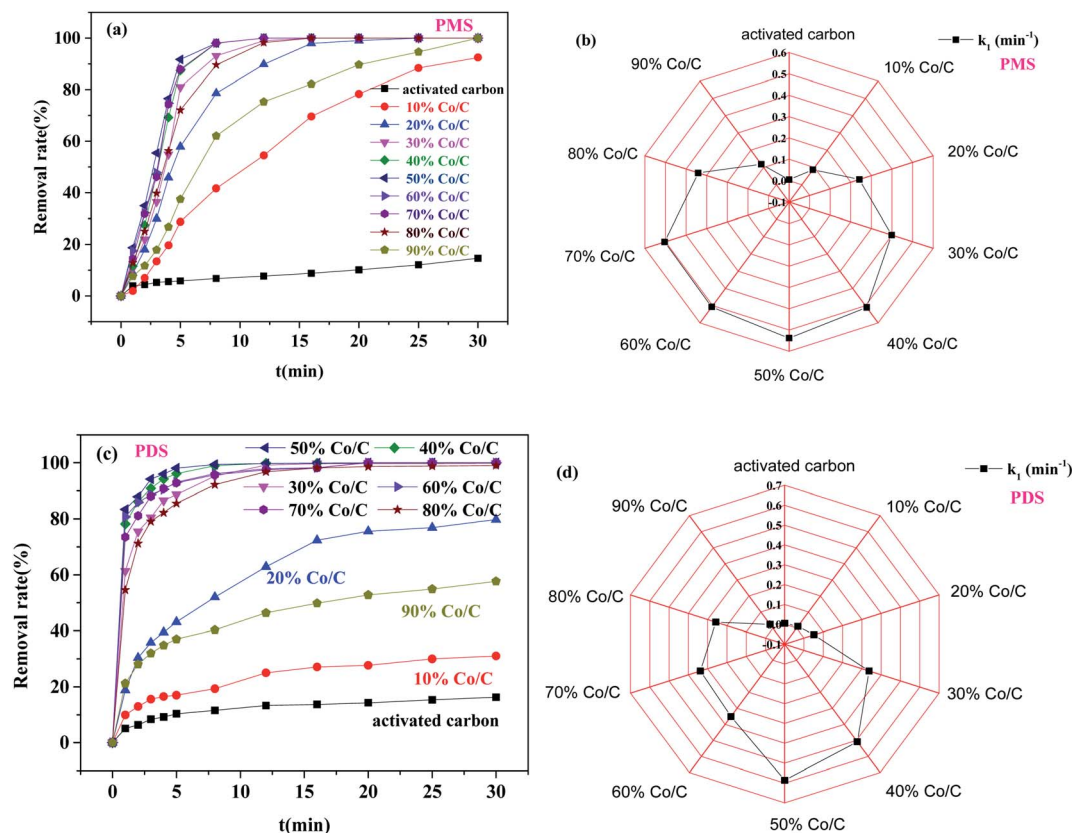 (a)
PMS
100
80
60
40
20
0
Removal rate(%)
activated carbon
10% Co/C
20% Co/C
30% Co/C
40% Co/C
50% Co/C
60% Co/C
70% Co/C
80% Co/C
90% Co/C
0 5 10 15 20 25 30
t(min)
(b)
k₁ (min⁻¹)
PMS
activated carbon
10% Co/C
20% Co/C
30% Co/C
40% Co/C
50% Co/C
60% Co/C
70% Co/C
80% Co/C
90% Co/C
0.6
0.5
0.4
0.3
0.2
0.1
0.0
-0.1
(c)
PDS
50% Co/C 40% Co/C
30% Co/C 60% Co/C
70% Co/C 80% Co/C
100
80
60
40
20
0
Removal rate(%)
20% Co/C
90% Co/C
10% Co/C
activated carbon
0 5 10 15 20 25 30
t(min)
(d)
k₁ (min⁻¹)
PDS
activated carbon
10% Co/C
20% Co/C
30% Co/C
40% Co/C
50% Co/C
60% Co/C
70% Co/C
80% Co/C
90% Co/C
0.7
0.6
0.5
0.4
0.3
0.2
0.1
0.0
-0.1